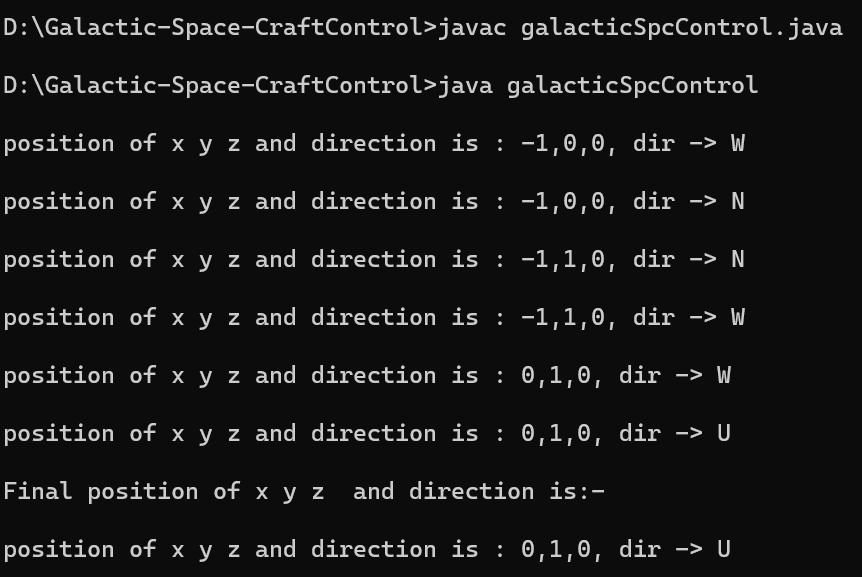 D:\Galactic-Space-CraftControl>javac galacticSpcControl.java
D:\Galactic-Space-CraftControl>java galacticSpcControl
position of x y z and direction is : -1,0,0, dir -> W
position of x y z and direction is : -1,0,0, dir -> N
position of x y z and direction is : -1,1,0, dir -> N
position of x y z and direction is : -1,1,0, dir -> W
position of x y z and direction is : 0,1,0, dir -> W
position of x y z and direction is : 0,1,0, dir -> U
Final position of x y z  and direction is:-
position of x y z and direction is : 0,1,0, dir -> U